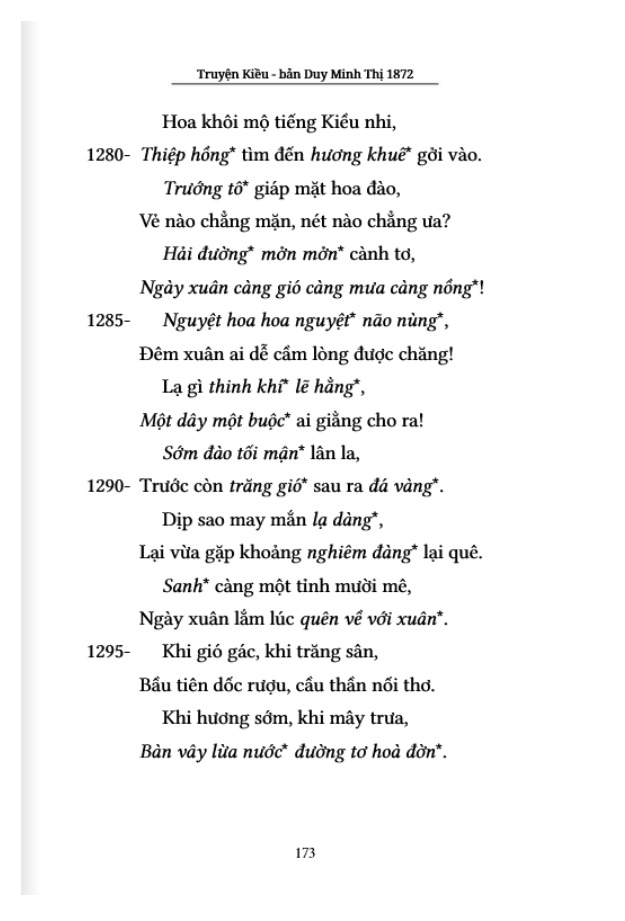 Truyện Kiều - bản Duy Minh Thị 1872
Hoa khôi mộ tiếng Kiều nhi,
1280- Thiệp hồng* tìm đến hương khuê* gởi vào.
Trướng tô* giáp mặt hoa đào,
Vẻ nào chẳng mặn, nét nào chẳng ưa?
Hải đường* mởn mởn* cành tơ,
Ngày xuân càng gió càng mưa càng nồng*!
1285- Nguyệt hoa hoa nguyệt* não nùng*,
Đêm xuân ai dễ cầm lòng được chăng!
Lạ gì thinh khí* lẽ hằng*,
Một dây một buộc* ai giằng cho ra!
Sớm đào tối mận* lân la,
1290- Trước còn trăng gió* sau ra đá vàng*.
Dịp sao may mắn lạ dàng*,
Lại vừa gặp khoảng nghiêm đàng* lại quê.
Sanh* càng một tỉnh mười mê,
Ngày xuân lắm lúc quên về với xuân*.
1295- Khi gió gác, khi trăng sân,
Bầu tiên dốc rượu, cầu thần nối thơ.
Khi hương sớm, khi mây trưa,
Bàn vây lừa nước* đường tơ hoà đờn*.
173